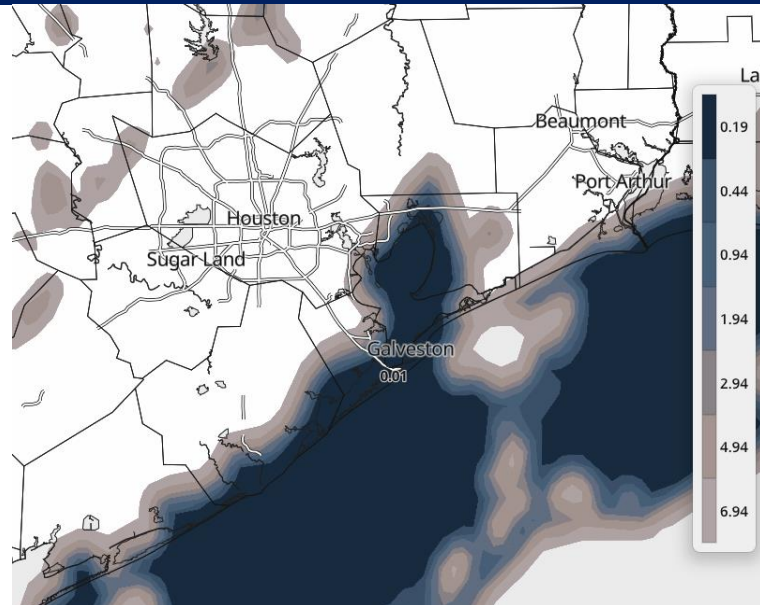 La
0.19
Beaumont
0.44
Port Arthur
Houston
0.94
Sugar Land
1.94
Galveston
0.01
2.94
4.94
6.94